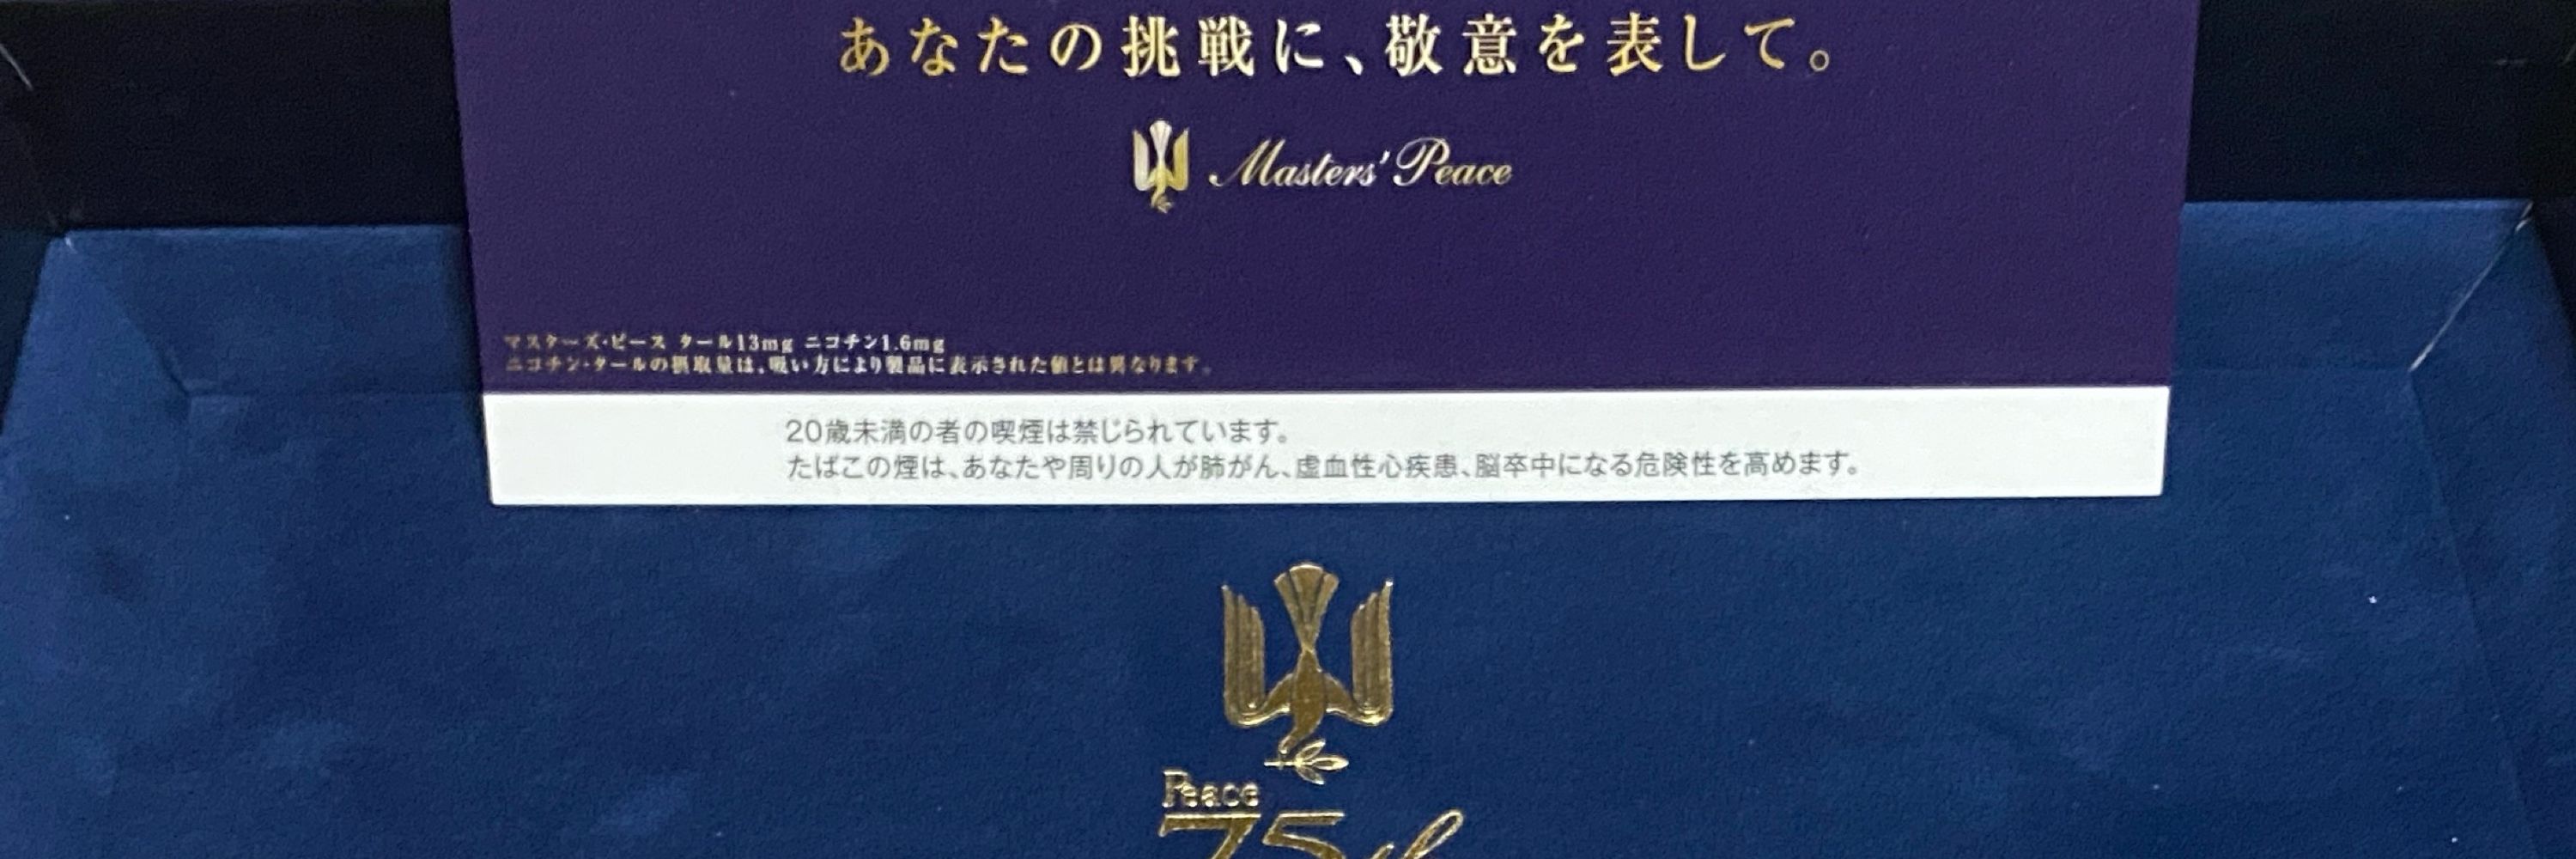 あなたの挑戦に、敬意を表して。
Masters' Peace
マスターズ・ピース タール13mg ニコチン1.6mg
ニコチン・タールの摂取量は、吸い方により製品に表示された値とは異なります。
20歳未満の者の喫煙は禁じられています。
たばこの煙は、あなたや周りの人が肺がん、虚血性心疾患、脳卒中になる危険性を高めます。
Peace
75th